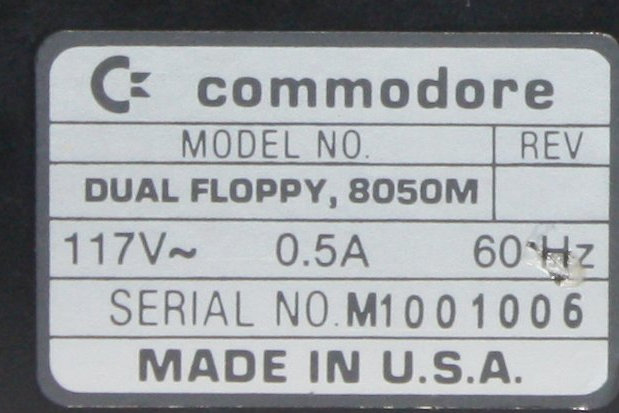 commodore
MODEL NO. REV
DUAL FLOPPY, 8050M
117V~ 0.5A 60 Hz
SERIAL NO. M1001006
MADE IN U.S.A.